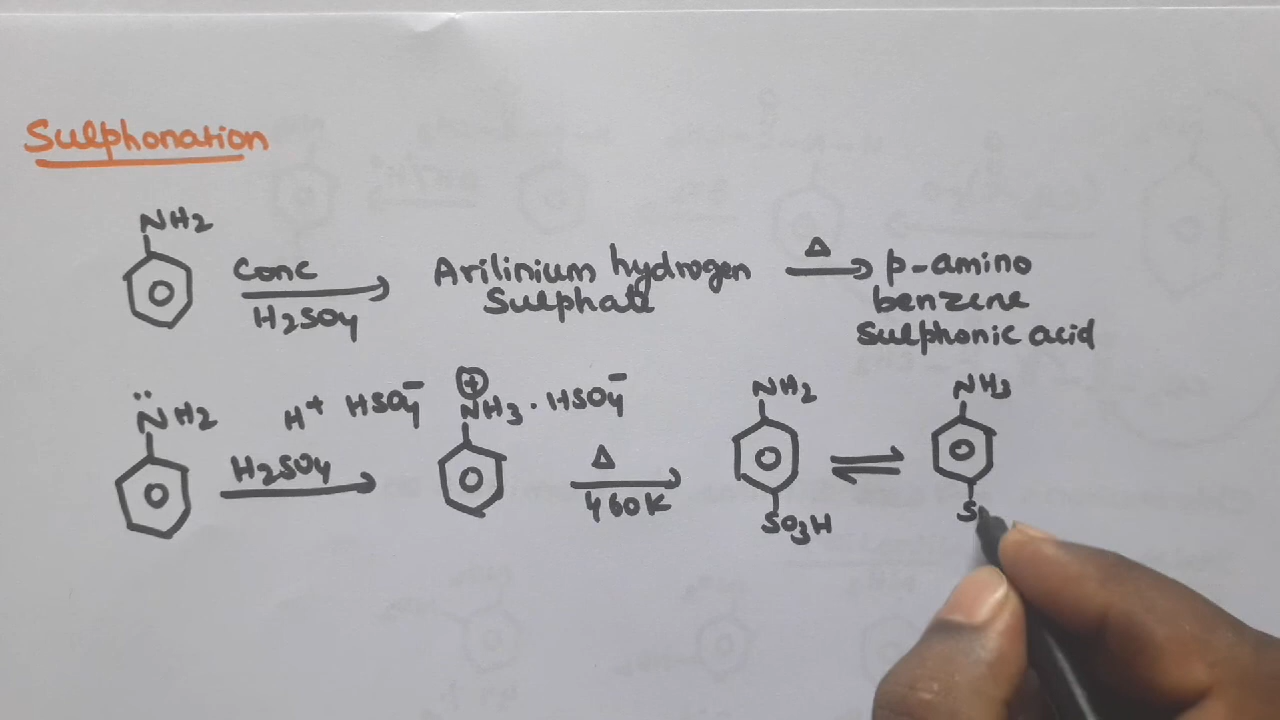 Sulphonation
NH2
Conc
H2SO4
Arilinium hydrogen
Sulphate
Δ
p-amino
benzene
Sulphonic acid
N̈H2
H2SO4
H+ HSO4-
⊕
NH3 . HSO4-
Δ
460K
NH2
SO3H
NH3
S